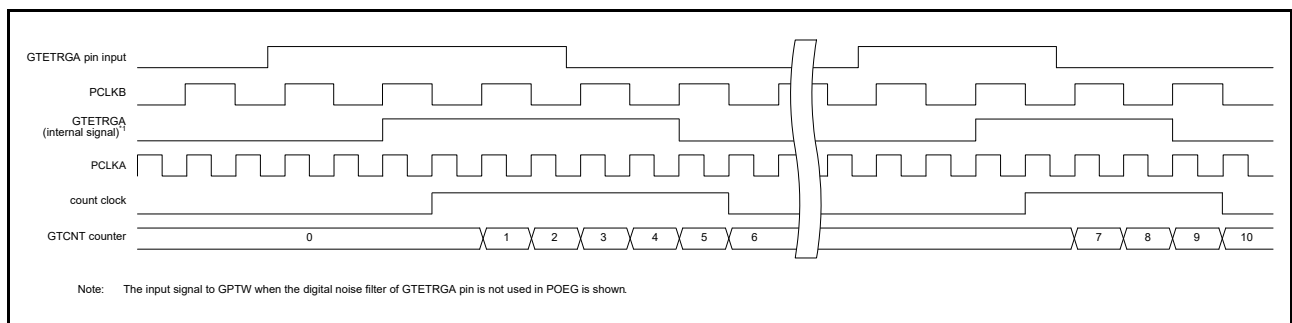 GTETRGA pin input
PCLKB
GTETRGA
(internal signal)*1
PCLKA
count clock
GTCNT counter
0 1 2 3 4 5 6 7 8 9 10
Note: The input signal to GPTW when the digital noise filter of GTETRGA pin is not used in POEG is shown.